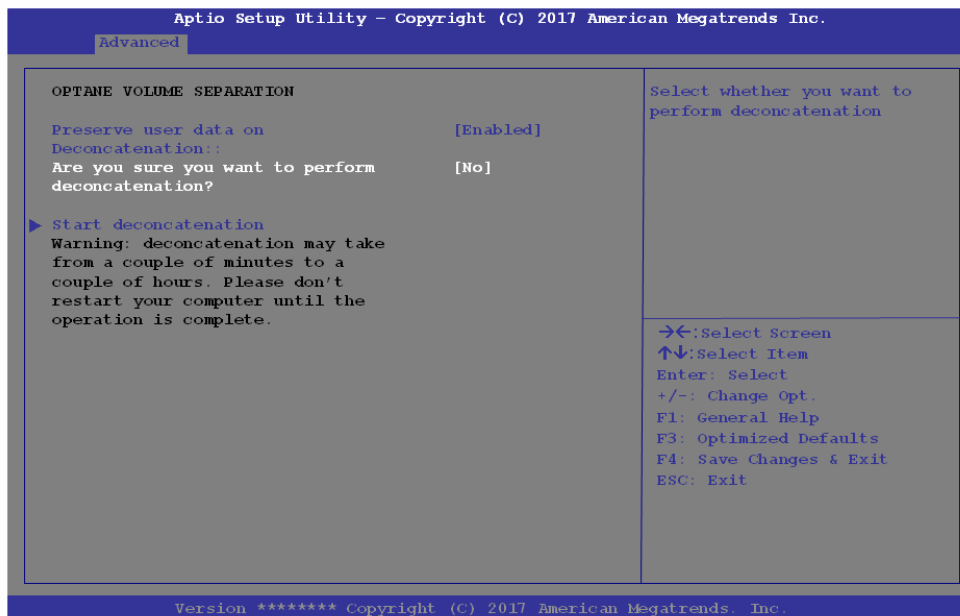 Aptio Setup Utility – Copyright (C) 2017 American Megatrends Inc.
Advanced
OPTANE VOLUME SEPARATION
Preserve user data on [Enabled]
Deconcatenation::
Are you sure you want to perform [No]
deconcatenation?
Start deconcatenation
Warning: deconcatenation may take
from a couple of minutes to a
couple of hours. Please don't
restart your computer until the
operation is complete.
Select whether you want to
perform deconcatenation
→←:Select Screen
↑↓:Select Item
Enter: Select
+/-: Change Opt.
F1: General Help
F3: Optimized Defaults
F4: Save Changes & Exit
ESC: Exit
Version ******** Copyright (C) 2017 American Megatrends. Inc.